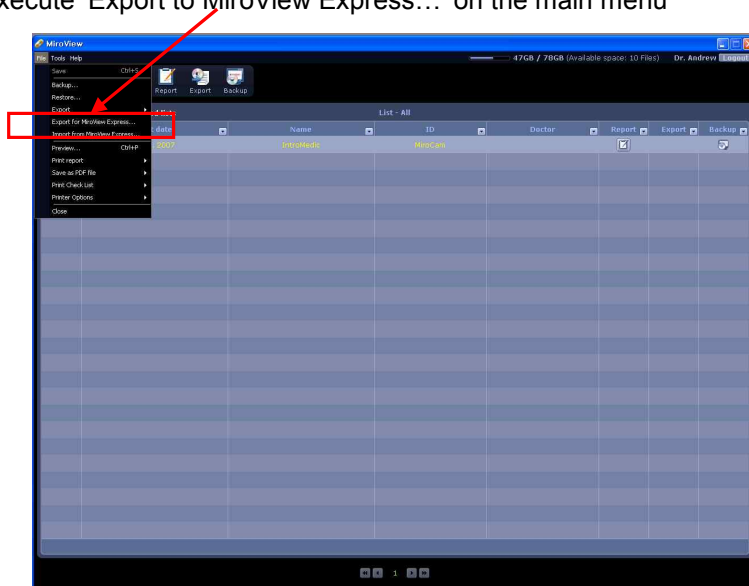 xecute 'Export to MiroView Express…' on the main menu
MiroView
File Tools Help
47GB / 78GB (Available space: 10 Files) Dr. Andrew Logout
Save Ctrl+S
Backup...
Restore...
Export
Export for MiroView Express...
Import from MiroView Express...
Preview... Ctrl+P
Print report
Save as PDF file
Print Check List
Printer Options
Close
Report Export Backup
List - All
date Name ID Doctor Report Export Backup
2007 IntroMedic MiroCam
1